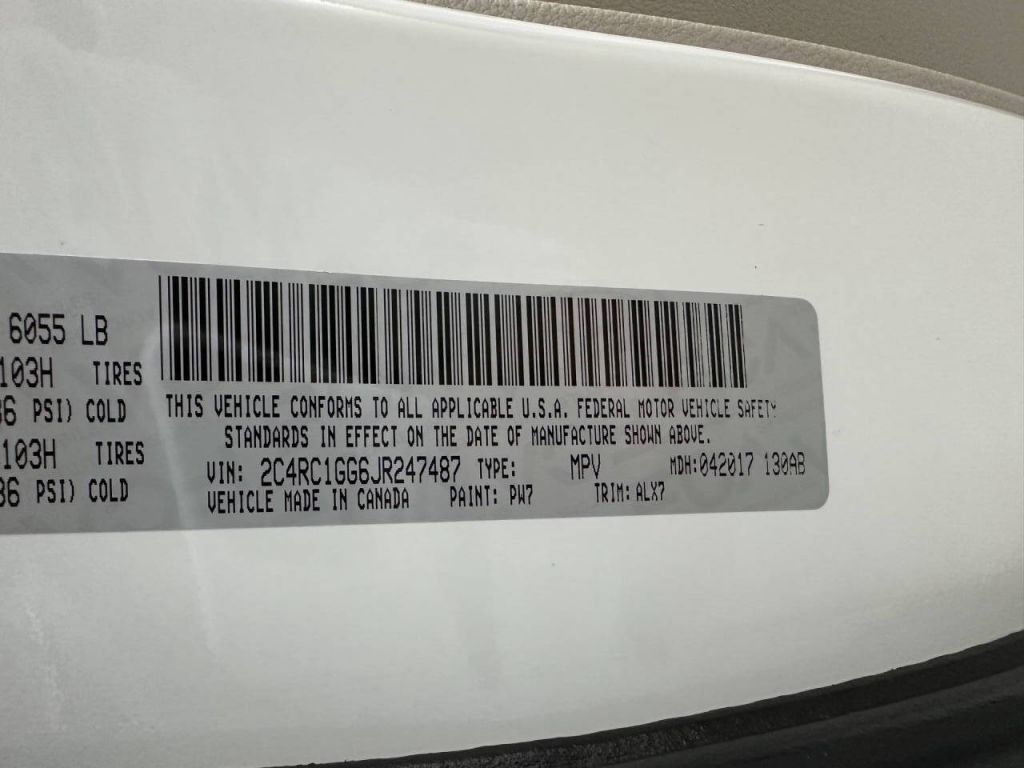 6055 LB
103H TIRES
36 PSI) COLD
103H TIRES
36 PSI) COLD
THIS VEHICLE CONFORMS TO ALL APPLICABLE U.S.A. FEDERAL MOTOR VEHICLE SAFETY
STANDARDS IN EFFECT ON THE DATE OF MANUFACTURE SHOWN ABOVE.
VIN: 2C4RC1GG6JR247487 TYPE: MPV MDH:042017 130AB
VEHICLE MADE IN CANADA PAINT: PW7 TRIM: ALX7